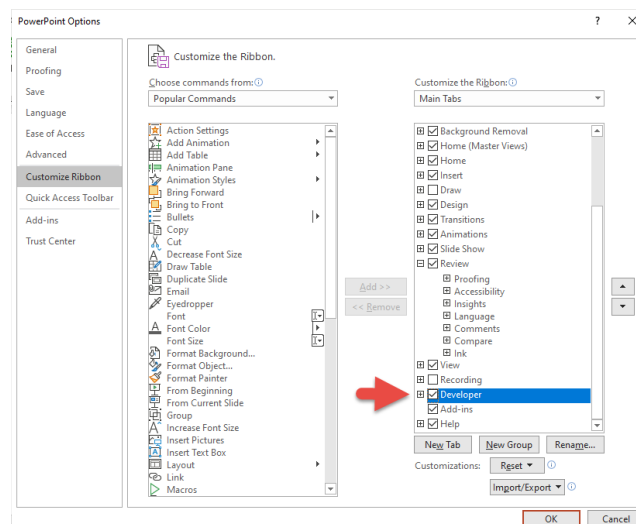 PowerPoint Options
?
General
Proofing
Save
Language
Ease of Access
Advanced
Customize Ribbon
Quick Access Toolbar
Add-ins
Trust Center
Customize the Ribbon.
Choose commands from:
Popular Commands
Action Settings
Add Animation
Add Table
Animation Pane
Animation Styles
Bring Forward
Bring to Front
Bullets
Copy
Cut
Decrease Font Size
Draw Table
Duplicate Slide
Email
Eyedropper
Font
Font Color
Font Size
Format Background...
Format Object...
Format Painter
From Beginning
From Current Slide
Group
Increase Font Size
Insert Pictures
Insert Text Box
Layout
Link
Macros
Add >>
<< Remove
Customize the Ribbon:
Main Tabs
Background Removal
Home (Master Views)
Home
Insert
Draw
Design
Transitions
Animations
Slide Show
Review
Proofing
Accessibility
Insights
Language
Comments
Compare
Ink
View
Recording
Developer
Add-ins
Help
New Tab
New Group
Rename...
Customizations:
Reset
Import/Export
OK
Cancel